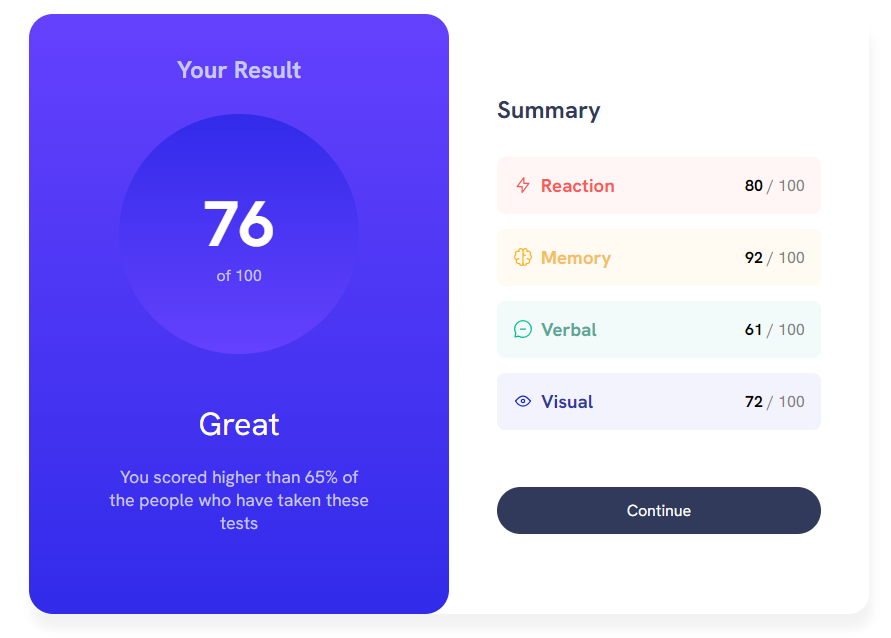 Your Result
76
of 100
Great
You scored higher than 65% of
the people who have taken these
tests
Summary
Reaction 80 / 100
Memory 92 / 100
Verbal 61 / 100
Visual 72 / 100
Continue